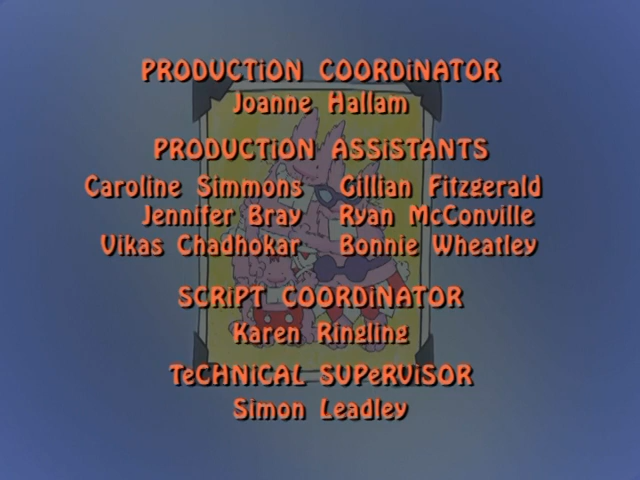 PRODUCTiON COORDiNATOR
Joanne Hallam
PRODUCTiON ASSiSTANTS
Caroline Simmons Gillian Fitzgerald
Jennifer Bray Ryan McConville
Vikas Chadhokar Bonnie Wheatley
SCRiPT COORDiNATOR
Karen Ringling
TeCHNiCAL SUPeRViSOR
Simon Leadley